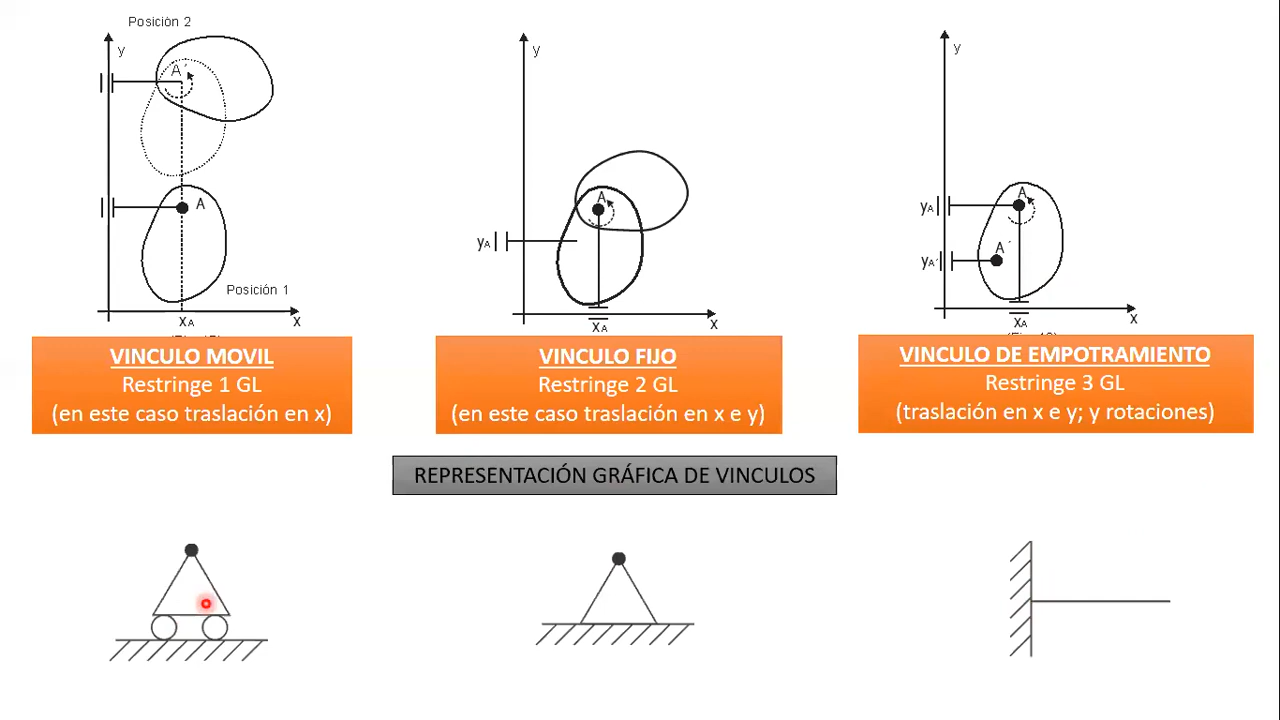 Posición 2
y
A´
A
Posición 1
XA
X
VINCULO MOVIL
Restringe 1 GL
(en este caso traslación en x)
y
A
yA
XA
X
VINCULO FIJO
Restringe 2 GL
(en este caso traslación en x e y)
y
A
yA
A´
yA´
XA
X
VINCULO DE EMPOTRAMIENTO
Restringe 3 GL
(traslación en x e y; y rotaciones)
REPRESENTACIÓN GRÁFICA DE VINCULOS